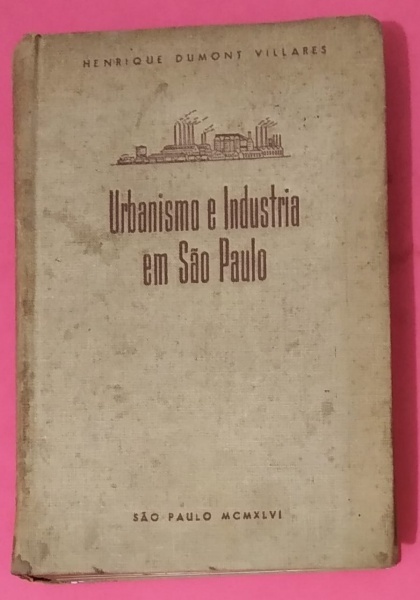 HENRIQUE DUMONT VILLARES
Urbanismo e Industria
em São Paulo
SÃO PAULO MCMXLVI